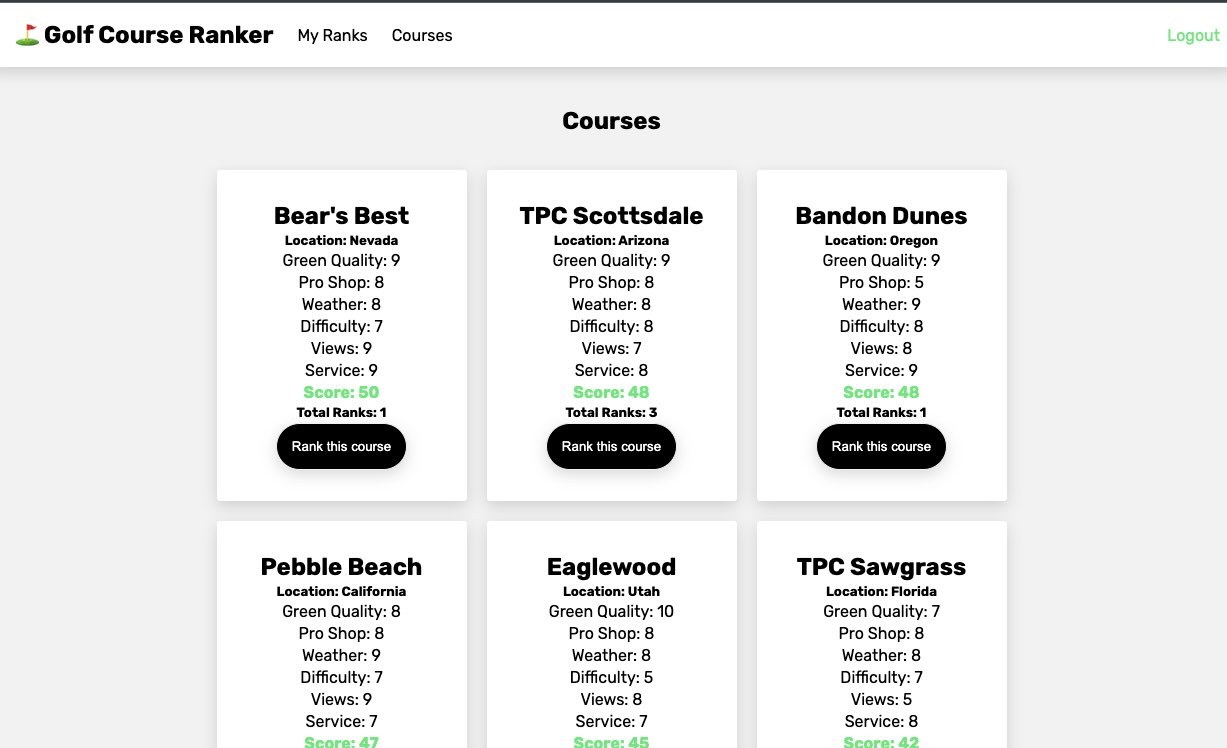 Golf Course Ranker My Ranks Courses Logout
Courses
Bear's Best
Location: Nevada
Green Quality: 9
Pro Shop: 8
Weather: 8
Difficulty: 7
Views: 9
Service: 9
Score: 50
Total Ranks: 1
Rank this course
TPC Scottsdale
Location: Arizona
Green Quality: 9
Pro Shop: 8
Weather: 8
Difficulty: 8
Views: 7
Service: 8
Score: 48
Total Ranks: 3
Rank this course
Bandon Dunes
Location: Oregon
Green Quality: 9
Pro Shop: 5
Weather: 9
Difficulty: 8
Views: 8
Service: 9
Score: 48
Total Ranks: 1
Rank this course
Pebble Beach
Location: California
Green Quality: 8
Pro Shop: 8
Weather: 9
Difficulty: 7
Views: 9
Service: 7
Score: 47
Eaglewood
Location: Utah
Green Quality: 10
Pro Shop: 8
Weather: 8
Difficulty: 5
Views: 8
Service: 7
Score: 45
TPC Sawgrass
Location: Florida
Green Quality: 7
Pro Shop: 8
Weather: 8
Difficulty: 7
Views: 5
Service: 8
Score: 42